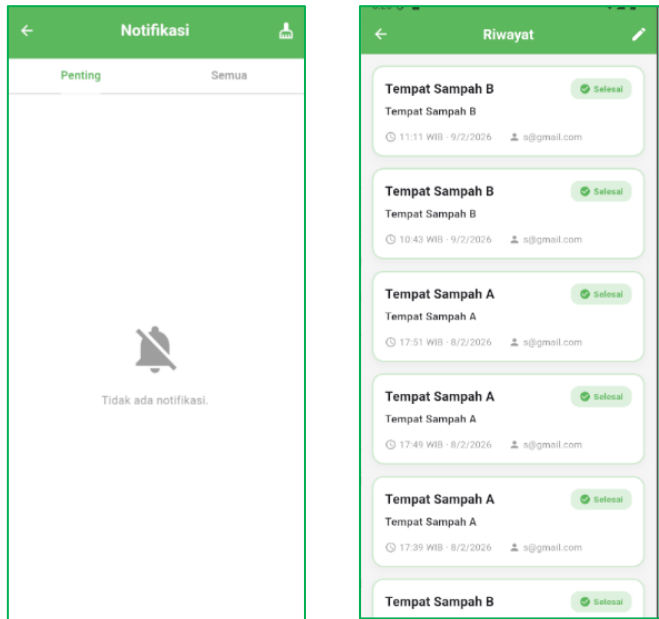 Notifikasi
Penting Semua
Tidak ada notifikasi.
Riwayat
Tempat Sampah B Selesai
Tempat Sampah B
11:11 WIB - 9/2/2026 s@gmail.com
Tempat Sampah B Selesai
Tempat Sampah B
10:43 WIB - 9/2/2026 s@gmail.com
Tempat Sampah A Selesai
Tempat Sampah A
17:51 WIB - 8/2/2026 s@gmail.com
Tempat Sampah A Selesai
Tempat Sampah A
17:49 WIB - 8/2/2026 s@gmail.com
Tempat Sampah A Selesai
Tempat Sampah A
17:39 WIB - 8/2/2026 s@gmail.com
Tempat Sampah B Selesai